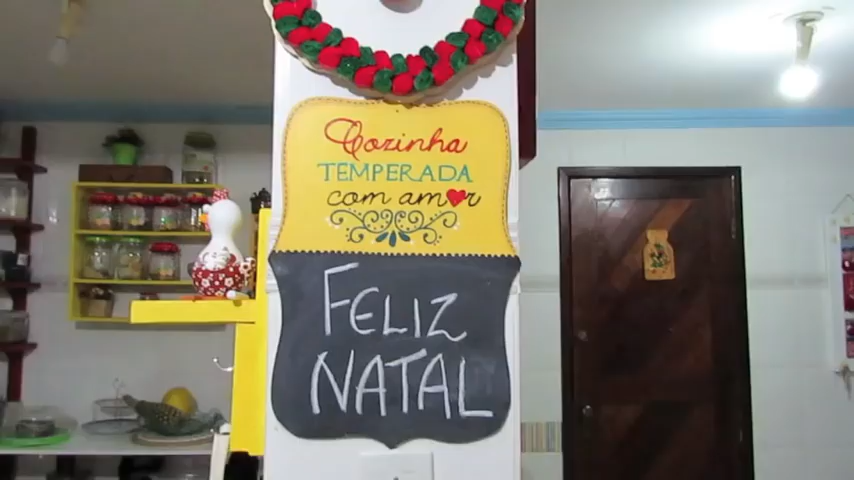 Cozinha
TEMPERADA
com amor
FELIZ
NATAL